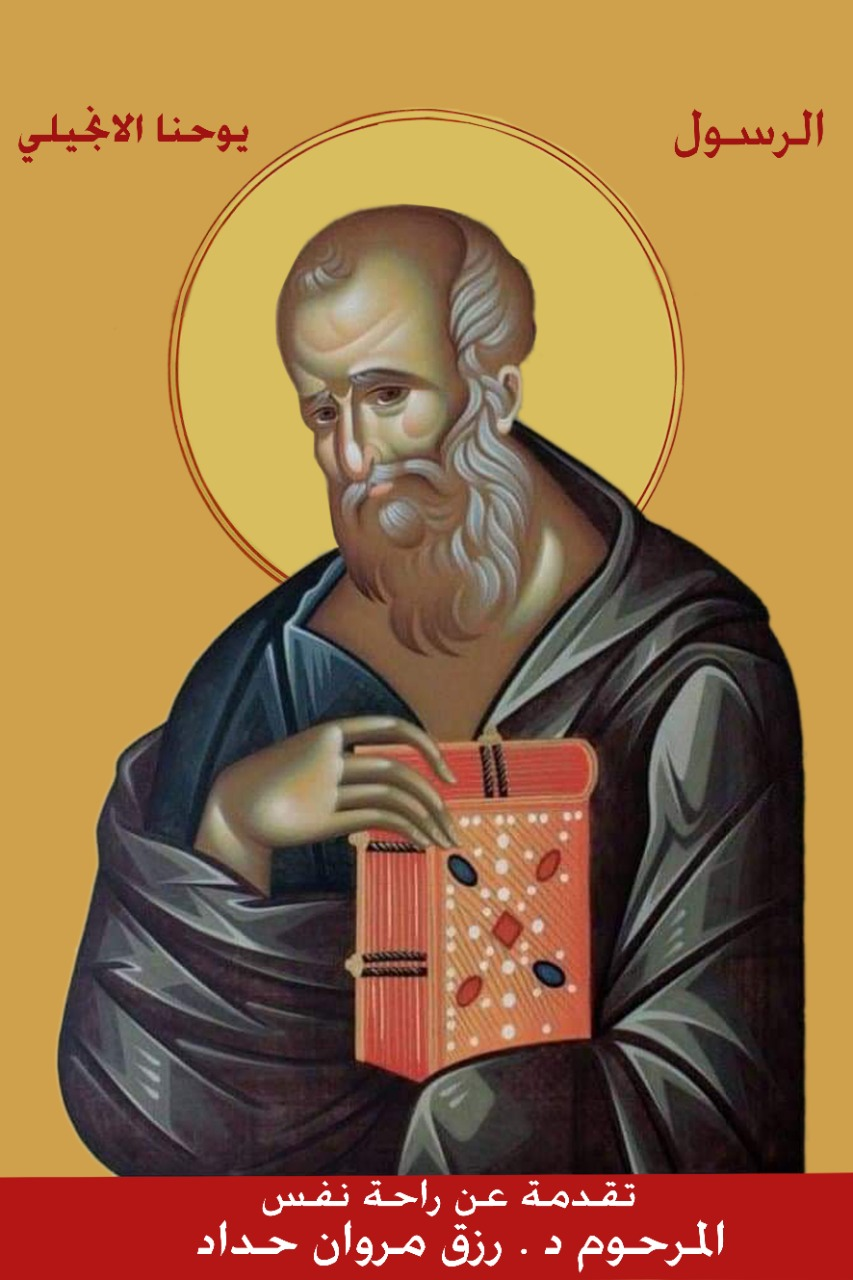 الرسول
يوحنا الانجيلي
تقدمة عن راحة نفس
المرحوم د . رزق مروان حداد